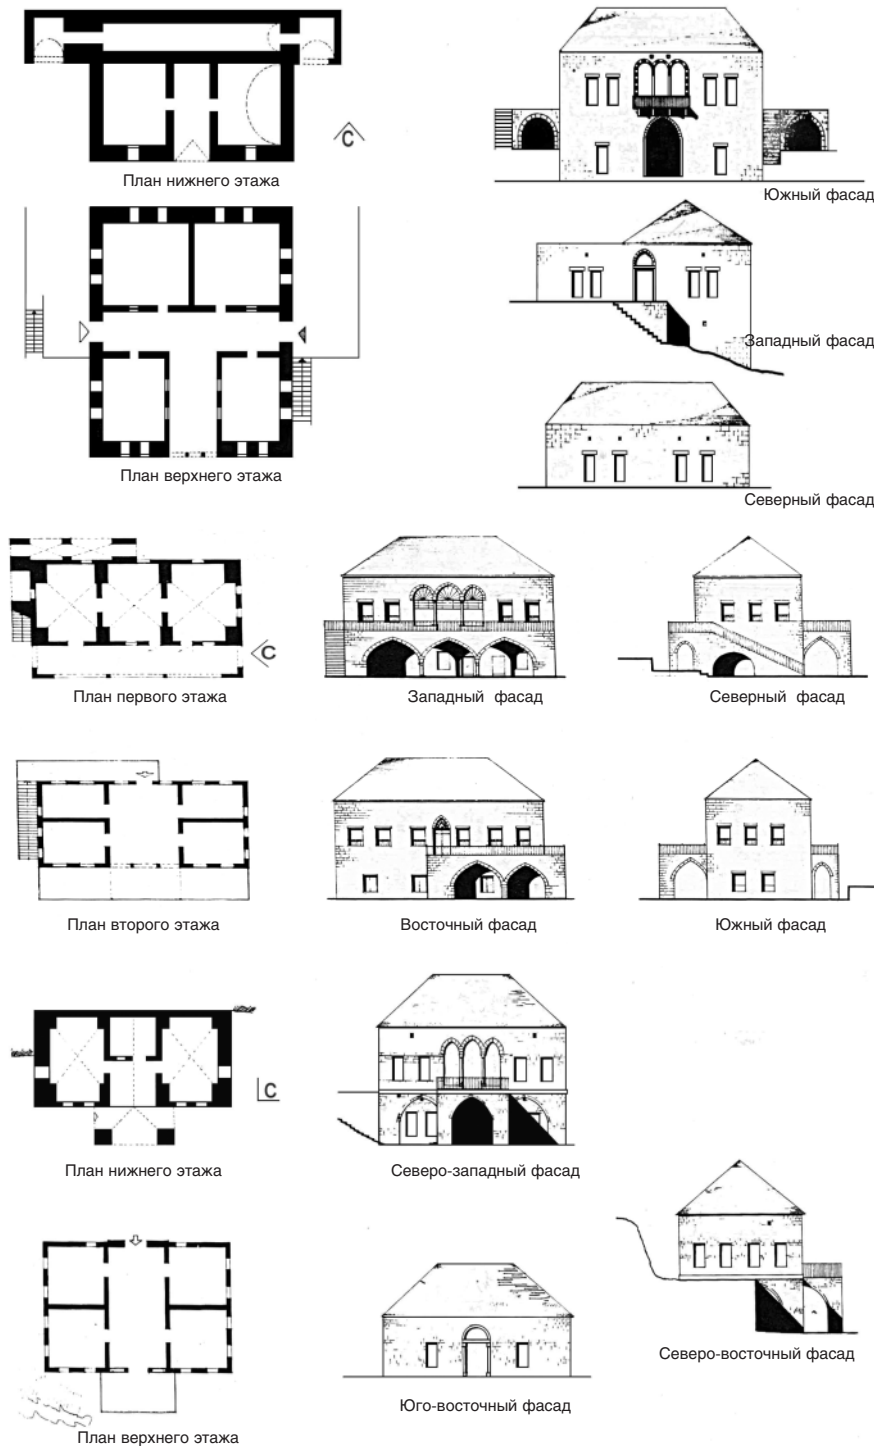 С
План нижнего этажа
Южный фасад
Западный фасад
План верхнего этажа
Северный фасад
С
План первого этажа
Западный фасад
Северный фасад
План второго этажа
Восточный фасад
Южный фасад
С
План нижнего этажа
Северо-западный фасад
Северо-восточный фасад
Юго-восточный фасад
План верхнего этажа